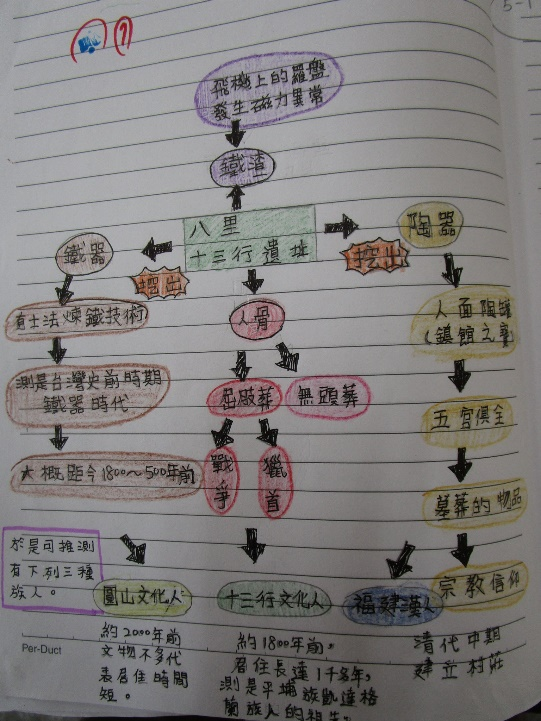 5-1
飛機上的羅盤
發生磁力異常
鐵渣
八里
十三行遺址
鐵器
挖出
挖出
陶器
有土法煉鐵技術
人骨
人面陶罐
(鎮館之寶)
測是台灣史前時期
鐵器時代
屈肢葬
無頭葬
五官俱全
大概距今1800~500年前
戰爭
獵首
墓葬的物品
於是可推測
有下列三種
族人。
圓山文化人
十三行文化人
福建漢人
宗教信仰
約2000年前
文物不多代
表居住時間
短。
約1800年前,
居住長達1千多年,
測是平埔族凱達格
蘭族人的祖先。
清代中期
建立村莊
Per-Duct